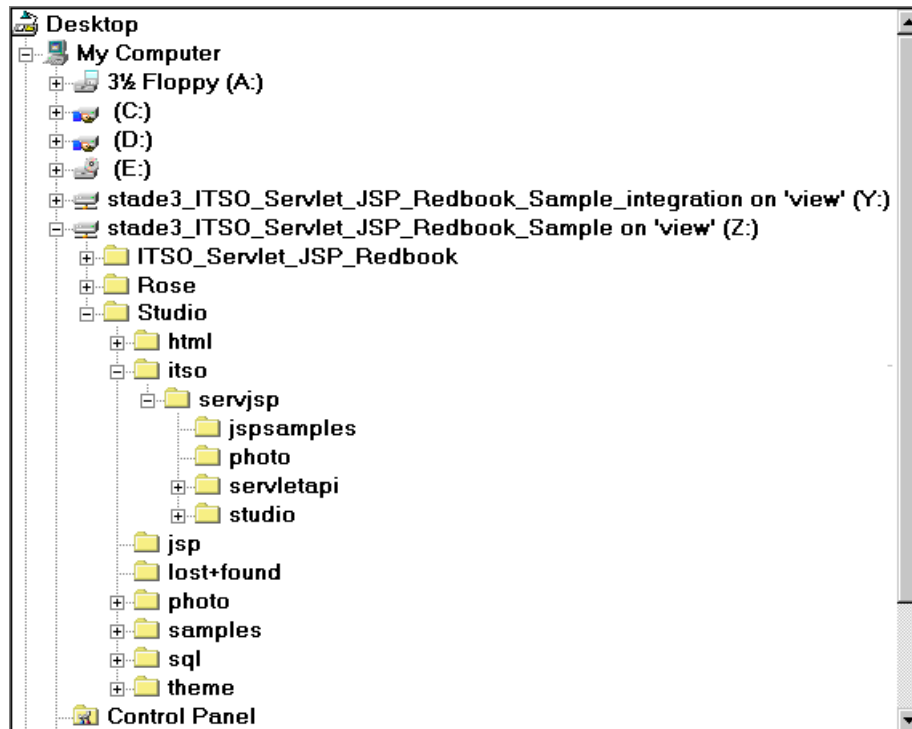 Desktop
My Computer
3½ Floppy (A:)
(C:)
(D:)
(E:)
stade3_ITSO_Servlet_JSP_Redbook_Sample_integration on 'view' (Y:)
stade3_ITSO_Servlet_JSP_Redbook_Sample on 'view' (Z:)
ITSO_Servlet_JSP_Redbook
Rose
Studio
html
itso
servjsp
jspsamples
photo
servletapi
studio
jsp
lost+found
photo
samples
sql
theme
Control Panel